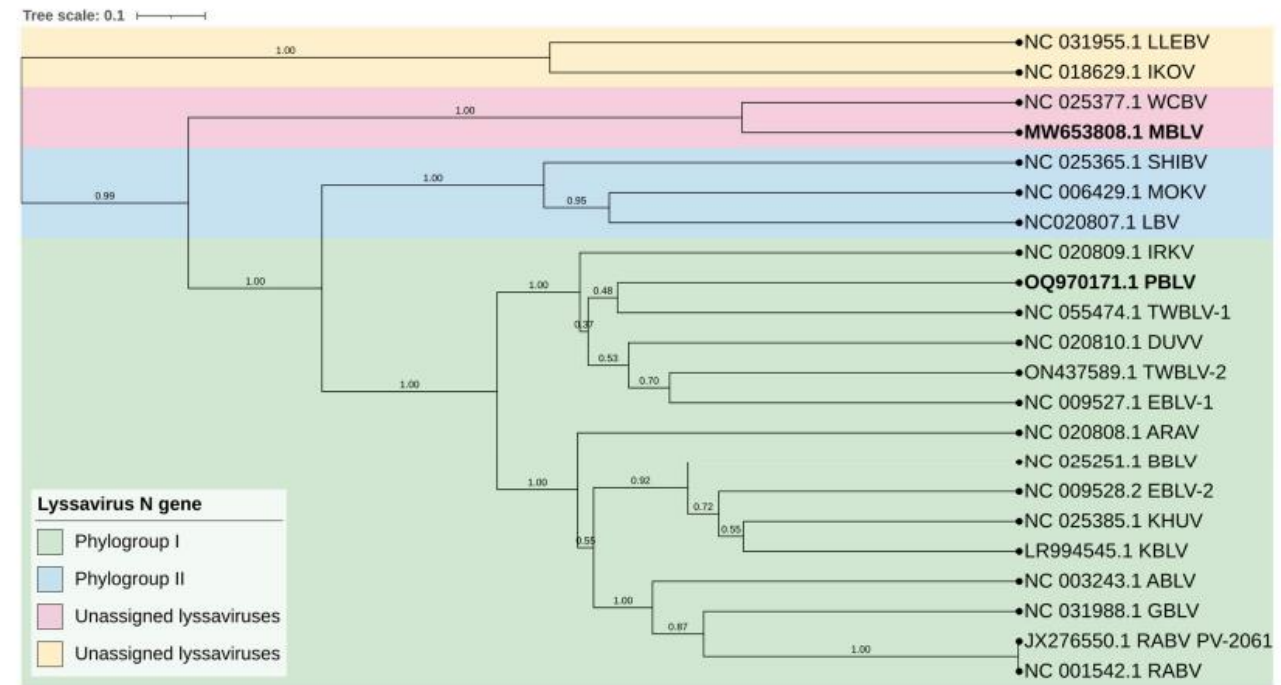 Tree scale: 0.1
1.00
NC 031955.1 LLEBV
NC 018629.1 IKOV
1.00
NC 025377.1 WCBV
MW653808.1 MBLV
0.99
1.00
NC 025365.1 SHIBV
0.95
NC 006429.1 MOKV
NC020807.1 LBV
1.00
1.00
NC 020809.1 IRKV
0.48
OQ970171.1 PBLV
NC 055474.1 TWBLV-1
0.37
NC 020810.1 DUVV
0.53
ON437589.1 TWBLV-2
0.70
NC 009527.1 EBLV-1
1.00
NC 020808.1 ARAV
NC 025251.1 BBLV
1.00
0.92
NC 009528.2 EBLV-2
0.72
NC 025385.1 KHUV
0.55
LR994545.1 KBLV
0.55
NC 003243.1 ABLV
1.00
NC 031988.1 GBLV
0.87
JX276550.1 RABV PV-2061
1.00
NC 001542.1 RABV
Lyssavirus N gene
Phylogroup I
Phylogroup II
Unassigned lyssaviruses
Unassigned lyssaviruses